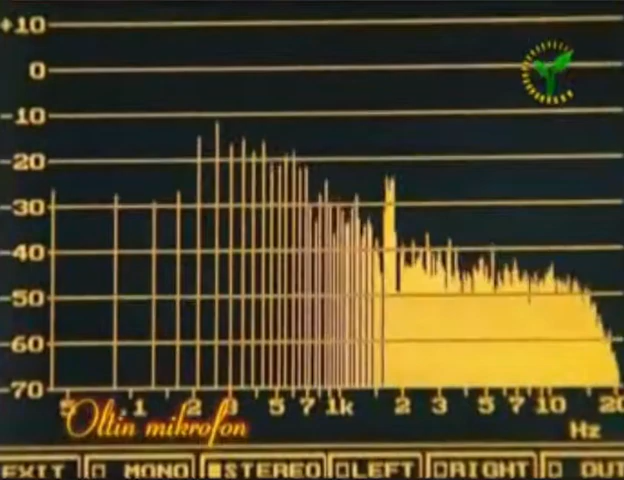 +10
0
-10
-20
-30
-40
-50
-60
-70
5 1 2 3 5 7 1k 2 3 5 7 10 20
Oltin mikrofon
Hz
EXIT MONO STEREO LEFT RIGHT OUT